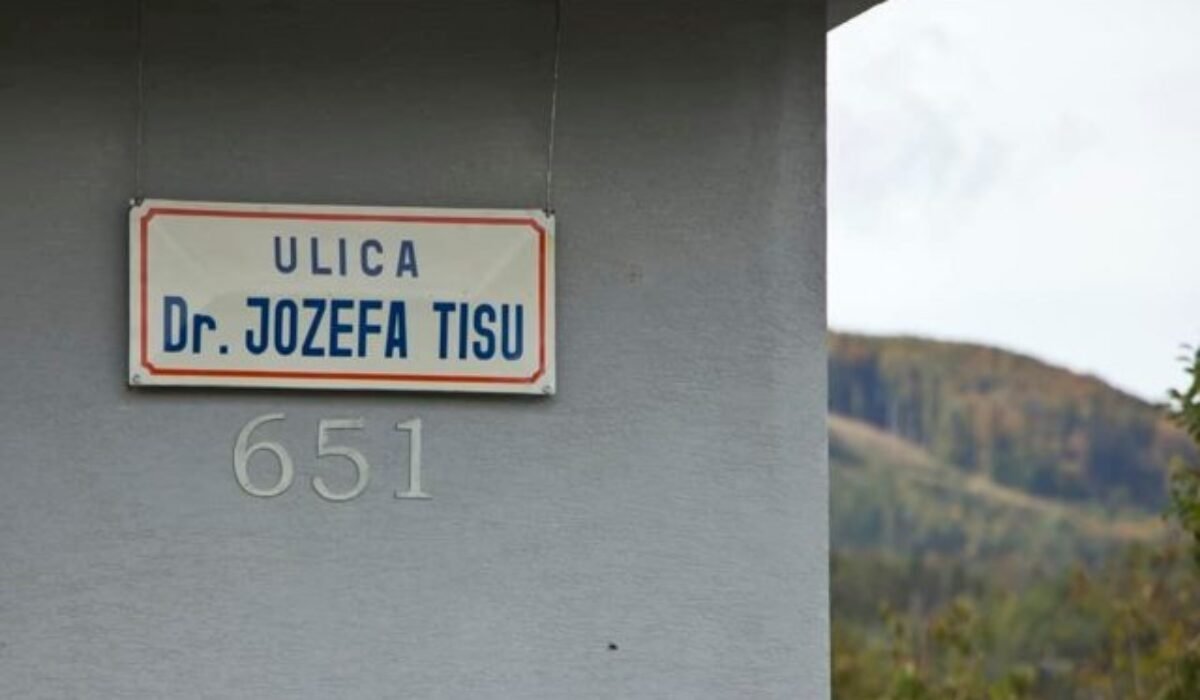 ULICA
Dr. JOZEFA TISU
651